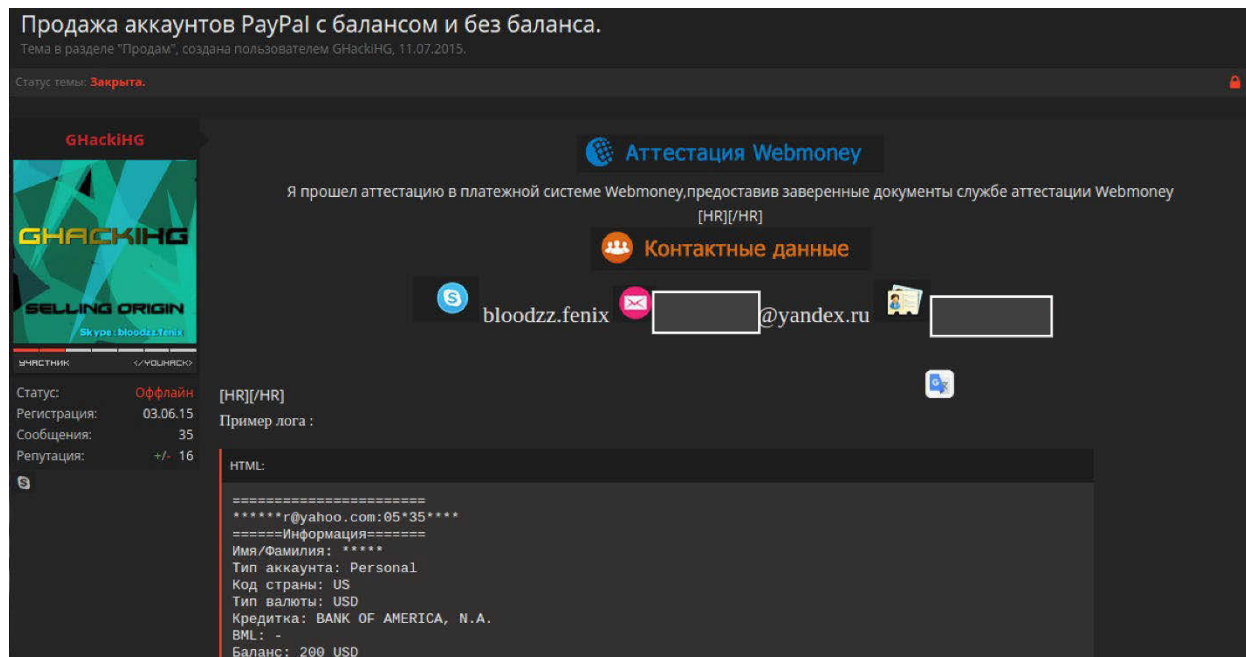 Продажа аккаунтов PayPal с балансом и без баланса.
Тема в разделе "Продам", создана пользователем GHackiHG, 11.07.2015.
Статус темы: Закрыта.
GHackiHG
GHACKIHG
SELLING ORIGIN
Skype: bloodzz.fenix
УЧАСТНИК </YOUHACK>
Статус: Оффлайн
Регистрация: 03.06.15
Сообщения: 35
Репутация: +/- 16
Аттестация Webmoney
Я прошел аттестацию в платежной системе Webmoney,предоставив заверенные документы службе аттестации Webmoney
[HR][/HR]
Контактные данные
bloodzz.fenix @yandex.ru
[HR][/HR]
Пример лога :
HTML:
========================
******r@yahoo.com:05*35****
======Информация=======
Имя/Фамилия: *****
Тип аккаунта: Personal
Код страны: US
Тип валюты: USD
Кредитка: BANK OF AMERICA, N.A.
BML: -
Баланс: 200 USD